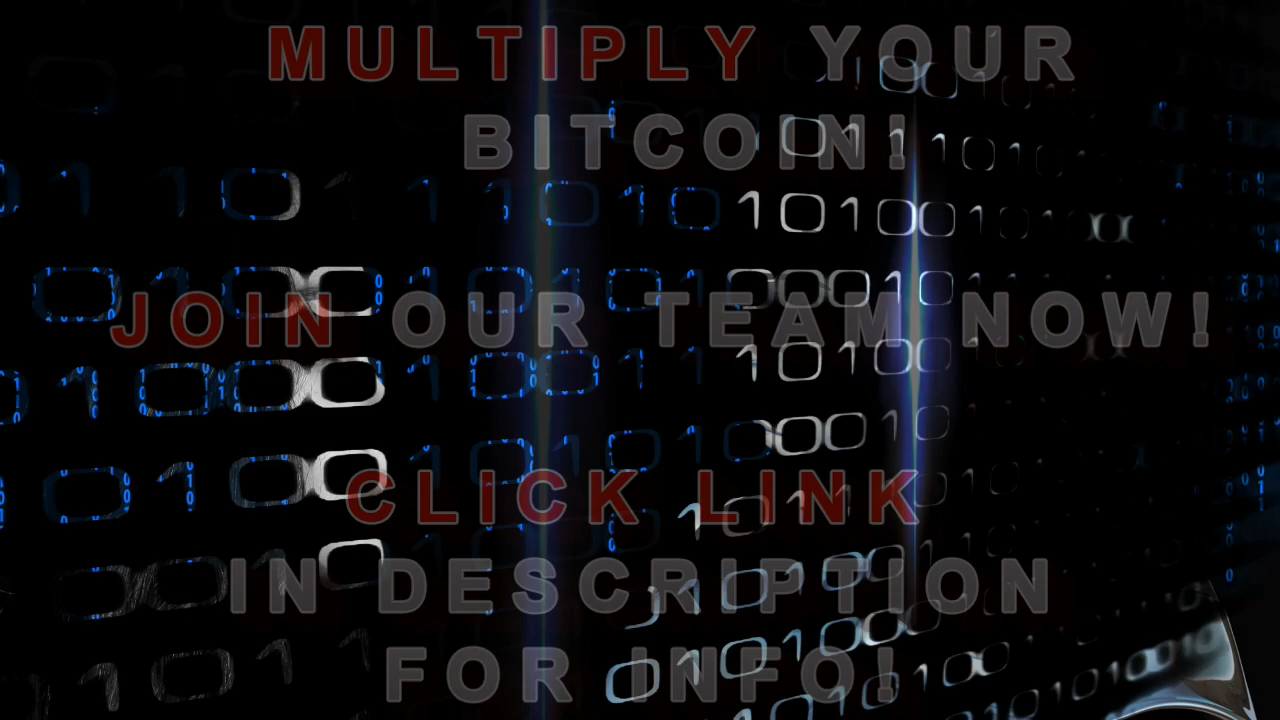 MULTIPLY YOUR
BITCOIN!
JOIN OUR TEAM NOW!
CLICK LINK
IN DESCRIPTION
FOR INFO!